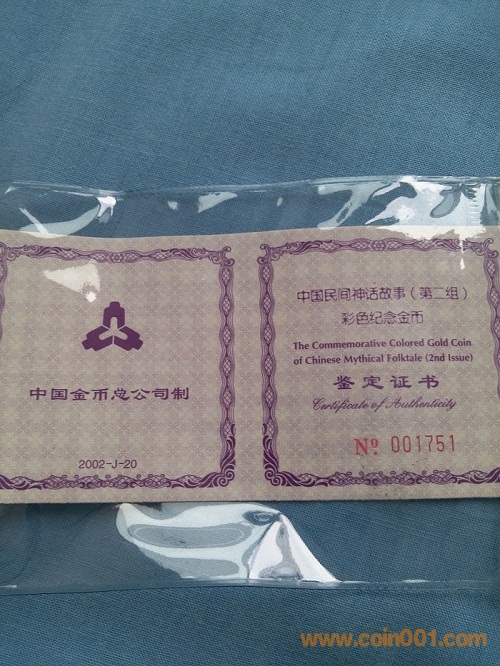 中国金币总公司制
2002-J-20
中国民间神话故事（第二组）
彩色纪念金币
The Commemorative Colored Gold Coin
of Chinese Mythical Folktale (2nd Issue)
鉴定证书
Certificate of Authenticity
Nº 001751
www.coin001.com